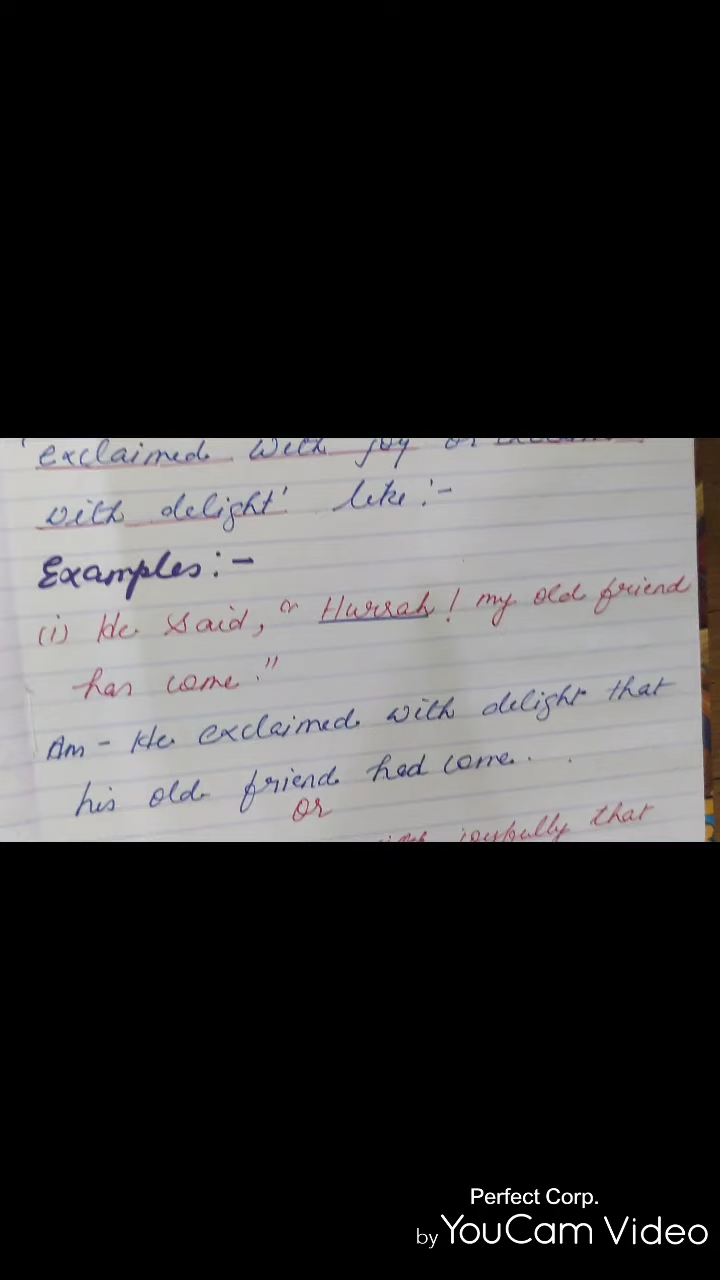 'exclaimed with joy or
with delight' like:-
Examples:-
(i) He said, "Hurrah! my old friend
has come."
Ans - He exclaimed with delight that
his old friend had come.
or
joyfully that
Perfect Corp.
by YouCam Video